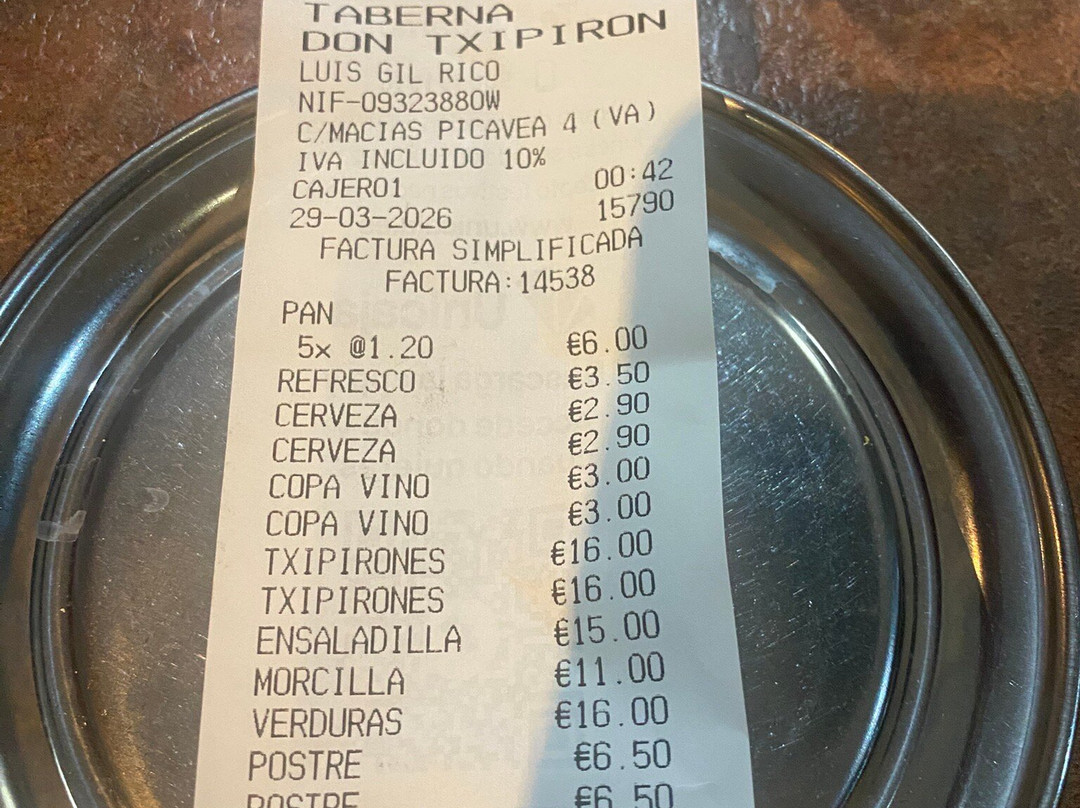 TABERNA
DON TXIPIRON
LUIS GIL RICO
NIF-09323880W
C/MACIAS PICAVEA 4 (VA)
IVA INCLUIDO 10%
CAJERO1 00:42
29-03-2026 15790
FACTURA SIMPLIFICADA
FACTURA:14538
PAN
5x @1.20 €6.00
REFRESCO €3.50
CERVEZA €2.90
CERVEZA €2.90
COPA VINO €3.00
COPA VINO €3.00
TXIPIRONES €16.00
TXIPIRONES €16.00
ENSALADILLA €15.00
MORCILLA €11.00
VERDURAS €16.00
POSTRE €6.50
POSTRE €6.50